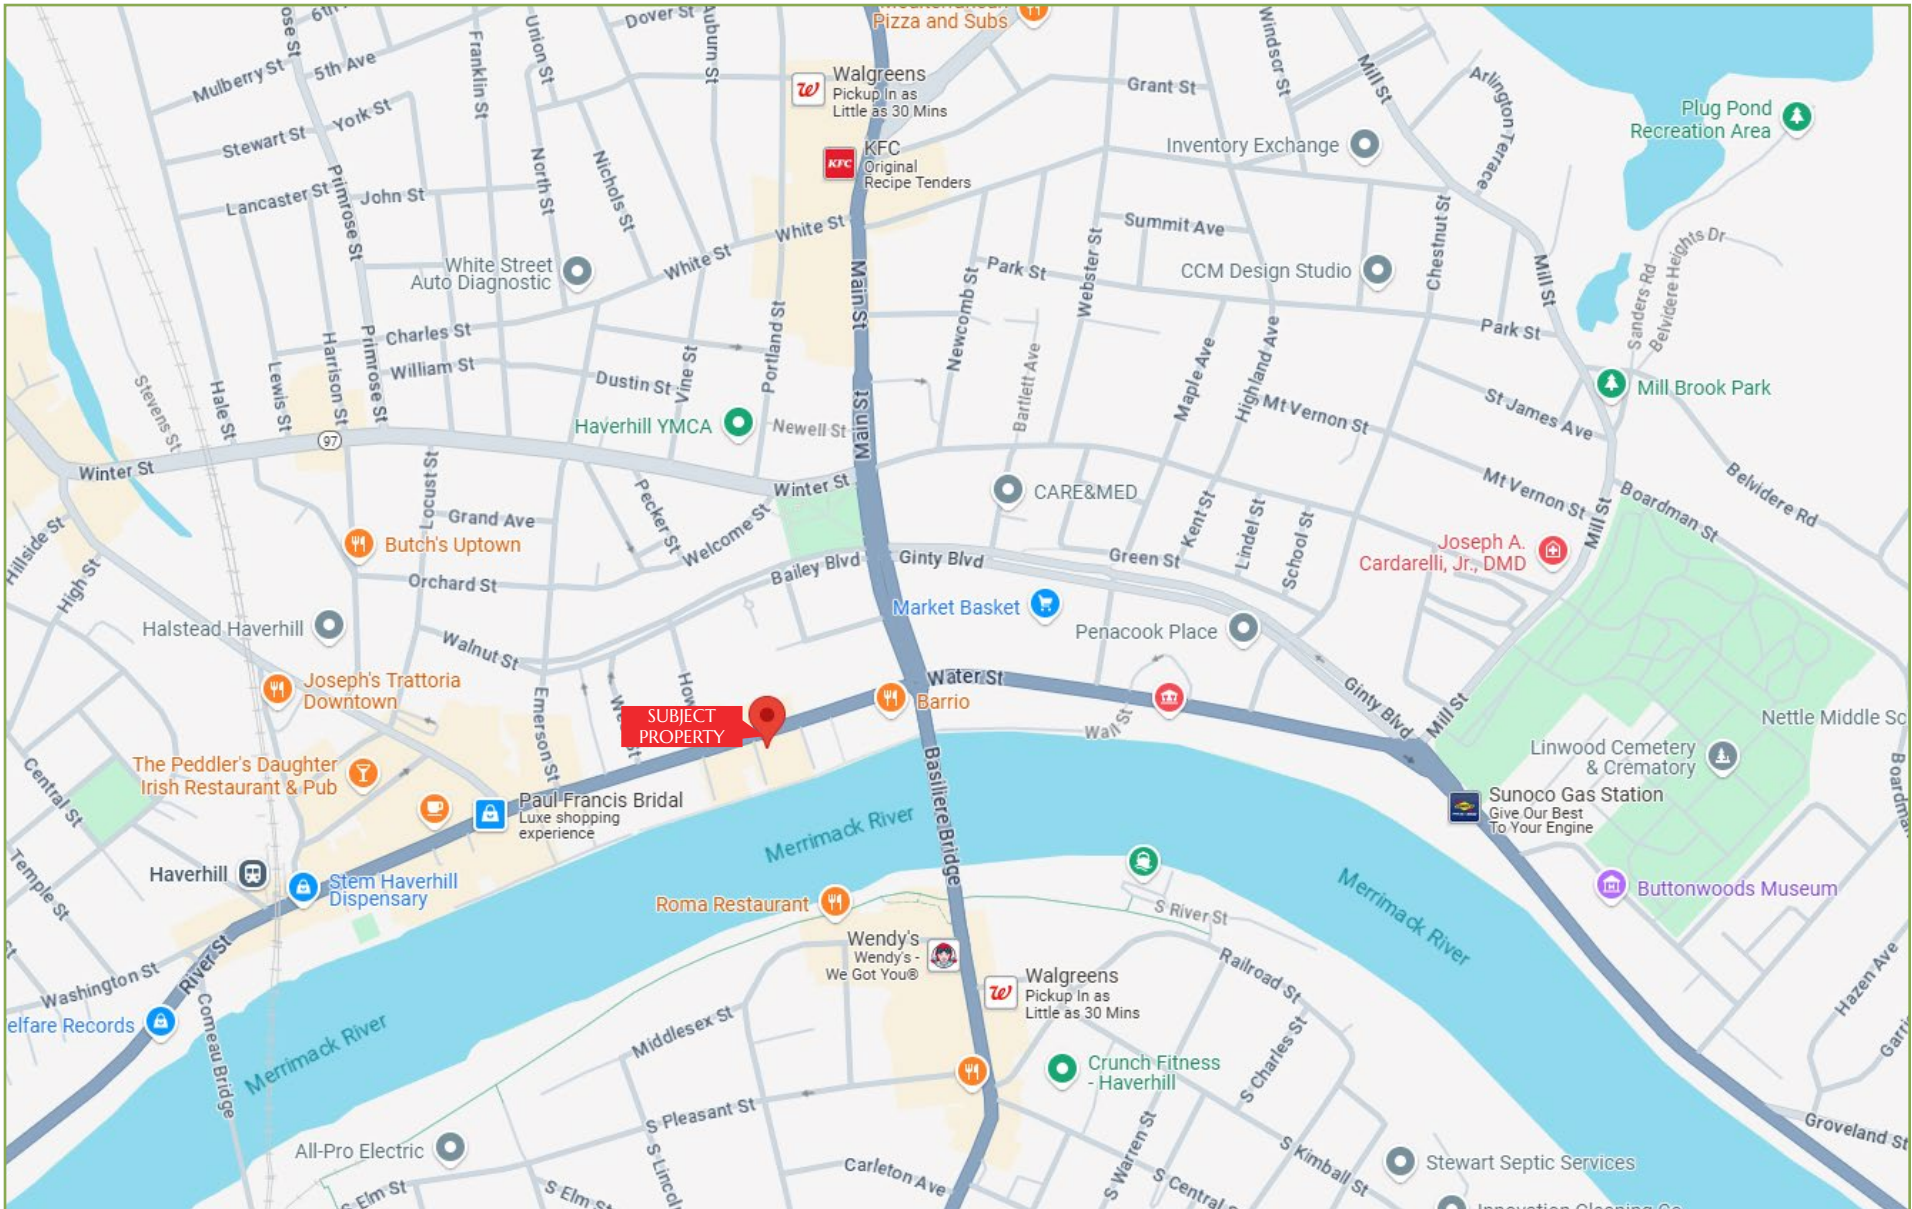 6th
Dover St
Auburn St
Mediterranean
Pizza and Subs
Windsor St
Mill St
Mulberry St
5th Ave
Franklin St
Union St
Walgreens
Pickup In as
Little as 30 Mins
Grant St
Arlington Terrace
Plug Pond
Recreation Area
Stewart St
York St
KFC
KFC
Original
Recipe Tenders
Inventory Exchange
Primrose St
North St
Nichols St
Lancaster St
John St
White St
White St
Summit Ave
Chestnut St
White Street
Auto Diagnostic
Main St
Newcomb St
Park St
Webster St
CCM Design Studio
Mill St
Sanders Rd
Belvidere Heights Dr
Portland St
Charles St
Harrison St
Primrose St
William St
Dustin St
Vine St
Park St
Highland Ave
Maple Ave
Bartlett Ave
Stevens St
Hale St
Lewis St
Mill Brook Park
Haverhill YMCA
Newell St
Main St
Mt Vernon St
St James Ave
97
Winter St
Winter St
Locust St
Pecker St
CARE&MED
Mt Vernon St
Belvidere Rd
Boardman St
Grand Ave
Welcome St
Kent St
Lindel St
School St
Mill St
Hillside St
High St
Butch's Uptown
Orchard St
Bailey Blvd
Ginty Blvd
Green St
Joseph A.
Cardarelli, Jr., DMD
Market Basket
Halstead Haverhill
Walnut St
Penacook Place
Joseph's Trattoria
Downtown
Emerson St
How
SUBJECT
PROPERTY
Barrio
Water St
Wall St
Ginty Blvd
Mill St
Nettle Middle Sc
Linwood Cemetery
& Crematory
Boardma
The Peddler's Daughter
Irish Restaurant & Pub
Central St
Paul Francis Bridal
Luxe shopping
experience
Merrimack River
Basiliere Bridge
Sunoco Gas Station
Give Our Best
To Your Engine
Temple St
Haverhill
Stem Haverhill
Dispensary
Roma Restaurant
Merrimack River
Buttonwoods Museum
S River St
Wendy's
Wendy's -
We Got You®
River St
Washington St
Walgreens
Pickup In as
Little as 30 Mins
Railroad St
Hazen Ave
elfare Records
Comeau Bridge
Merrimack River
Middlesex St
Crunch Fitness
- Haverhill
S Charles St
Garri
S Pleasant St
Groveland St
All-Pro Electric
S Lincol
Carleton Ave
S Warren St
S Kimball St
Stewart Septic Services
S Elm St
S Elm St
S Central S